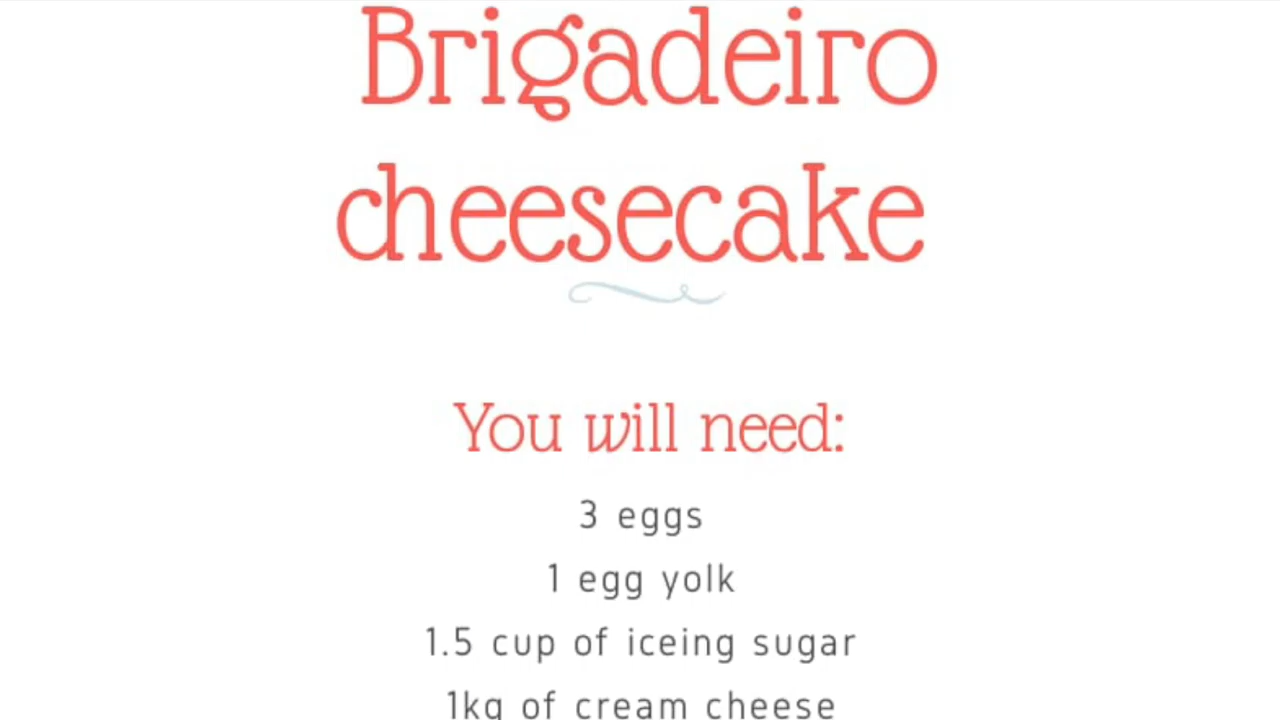 Brigadeiro
cheesecake
You will need:
3 eggs
1 egg yolk
1.5 cup of iceing sugar
1kg of cream cheese